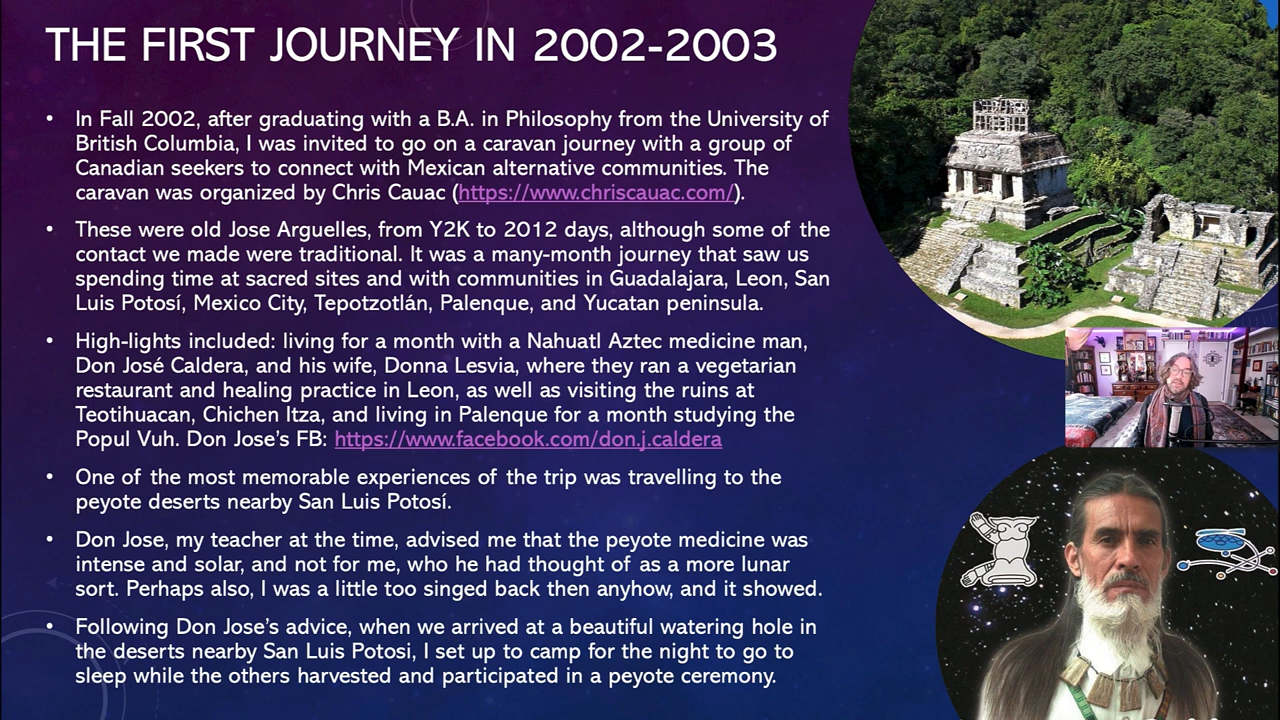 THE FIRST JOURNEY IN 2002-2003
• In Fall 2002, after graduating with a B.A. in Philosophy from the University of
British Columbia, I was invited to go on a caravan journey with a group of
Canadian seekers to connect with Mexican alternative communities. The
caravan was organized by Chris Cauac (https://www.chriscauac.com/).
• These were old Jose Arguelles, from Y2K to 2012 days, although some of the
contact we made were traditional. It was a many-month journey that saw us
spending time at sacred sites and with communities in Guadalajara, Leon, San
Luis Potosí, Mexico City, Tepotzotlán, Palenque, and Yucatan peninsula.
• High-lights included: living for a month with a Nahuatl Aztec medicine man,
Don José Caldera, and his wife, Donna Lesvia, where they ran a vegetarian
restaurant and healing practice in Leon, as well as visiting the ruins at
Teotihuacan, Chichen Itza, and living in Palenque for a month studying the
Popul Vuh. Don Jose's FB: https://www.facebook.com/don.j.caldera
• One of the most memorable experiences of the trip was travelling to the
peyote deserts nearby San Luis Potosí.
• Don Jose, my teacher at the time, advised me that the peyote medicine was
intense and solar, and not for me, who he had thought of as a more lunar
sort. Perhaps also, I was a little too singed back then anyhow, and it showed.
• Following Don Jose's advice, when we arrived at a beautiful watering hole in
the deserts nearby San Luis Potosi, I set up to camp for the night to go to
sleep while the others harvested and participated in a peyote ceremony.